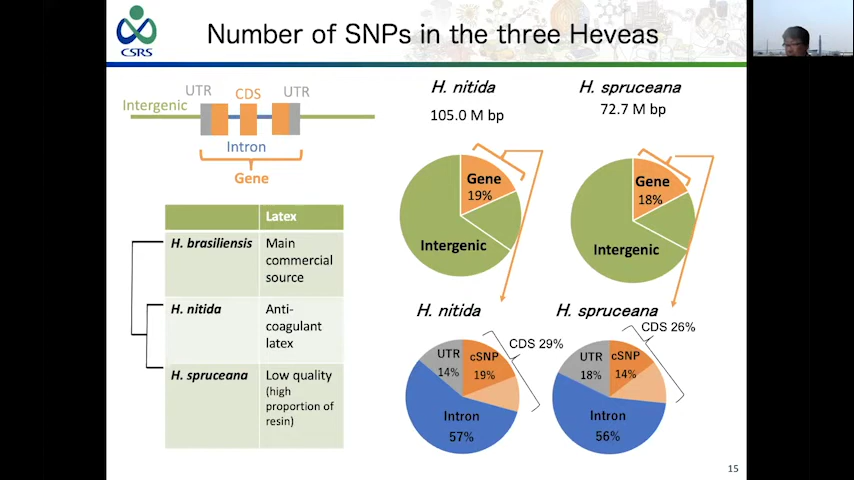 CSRS
Number of SNPs in the three Heveas
UTR
CDS
UTR
Intergenic
Intron
Gene
Latex
H. brasiliensis
Main
commercial
source
H. nitida
Anti-
coagulant
latex
H. spruceana
Low quality
(high
proportion of
resin)
H. nitida
105.0 M bp
H. spruceana
72.7 M bp
Gene
19%
Intergenic
Gene
18%
Intergenic
H. nitida
CDS 29%
UTR
14%
cSNP
19%
Intron
57%
H. spruceana
CDS 26%
UTR
18%
cSNP
14%
Intron
56%
15